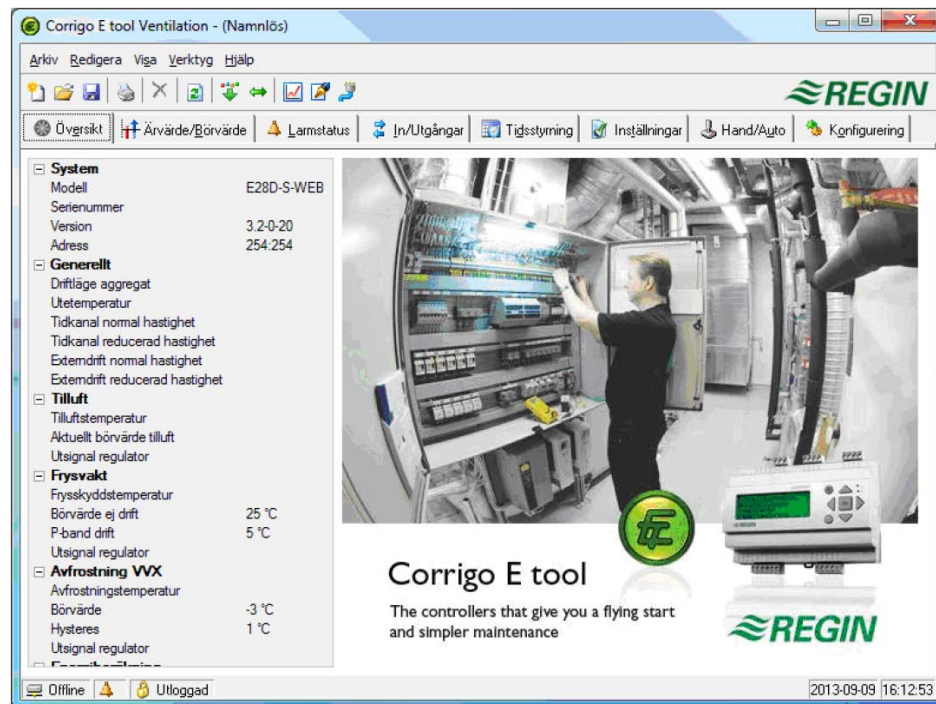 Corrigo E tool Ventilation - (Namnlös)
Arkiv Redigera Visa Verktyg Hjälp
REGIN
Översikt Ärvärde/Börvärde Larmstatus In/Utgångar Tidsstyrning Inställningar Hand/Auto Konfigurering
System
Modell E28D-S-WEB
Serienummer
Version 3.2-0-20
Adress 254:254
Generellt
Driftläge aggregat
Utetemperatur
Tidkanal normal hastighet
Tidkanal reducerad hastighet
Externdrift normal hastighet
Externdrift reducerad hastighet
Tilluft
Tilluftstemperatur
Aktuellt börvärde tilluft
Utsignal regulator
Frysvakt
Frysskyddstemperatur
Börvärde ej drift 25 °C
P-band drift 5 °C
Utsignal regulator
Avfrostning VVX
Avfrostningstemperatur
Börvärde -3 °C
Hysteres 1 °C
Utsignal regulator
Corrigo E tool
The controllers that give you a flying start
and simpler maintenance
REGIN
Offline Utloggad 2013-09-09 16:12:53